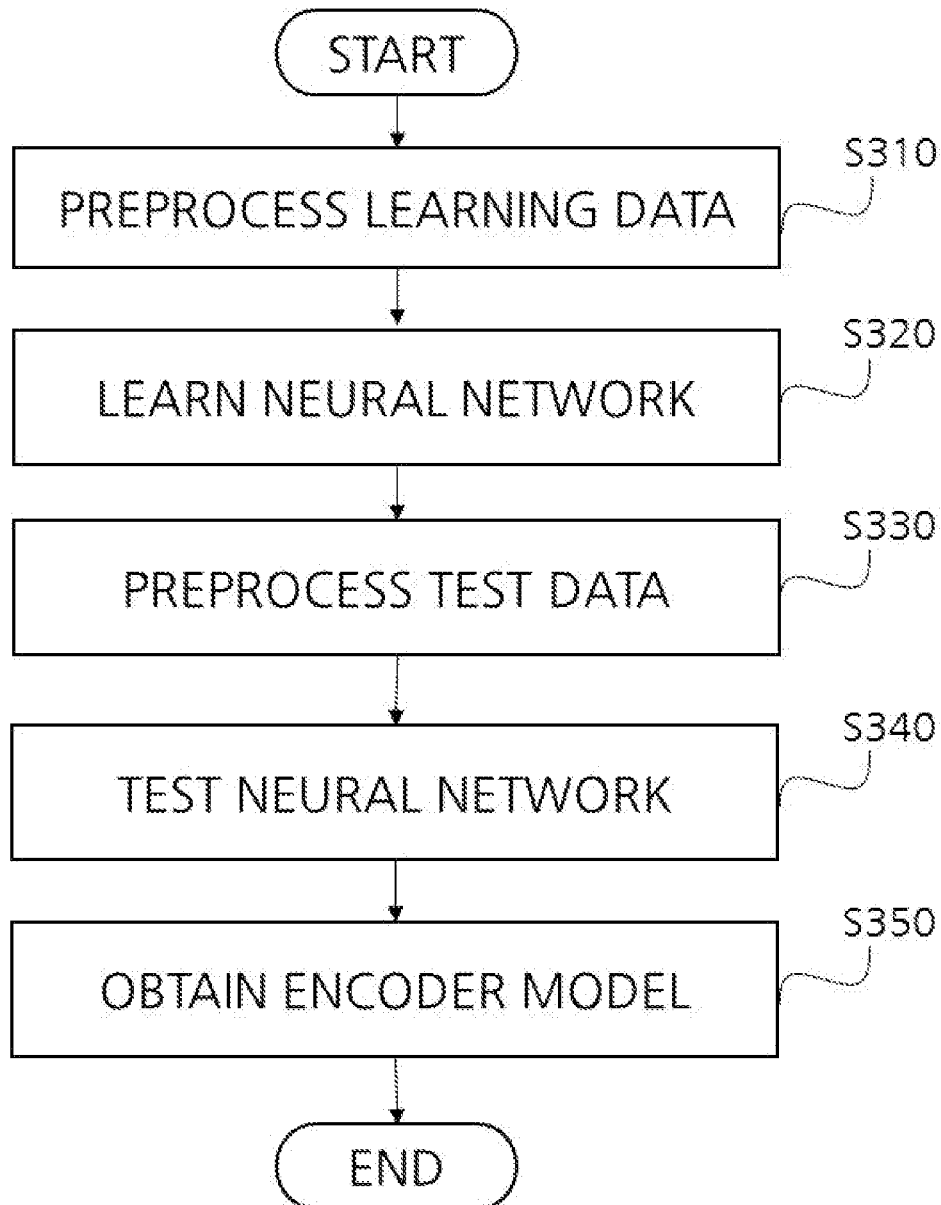 START
S310
PREPROCESS LEARNING DATA
S320
LEARN NEURAL NETWORK
S330
PREPROCESS TEST DATA
S340
TEST NEURAL NETWORK
S350
OBTAIN ENCODER MODEL
END